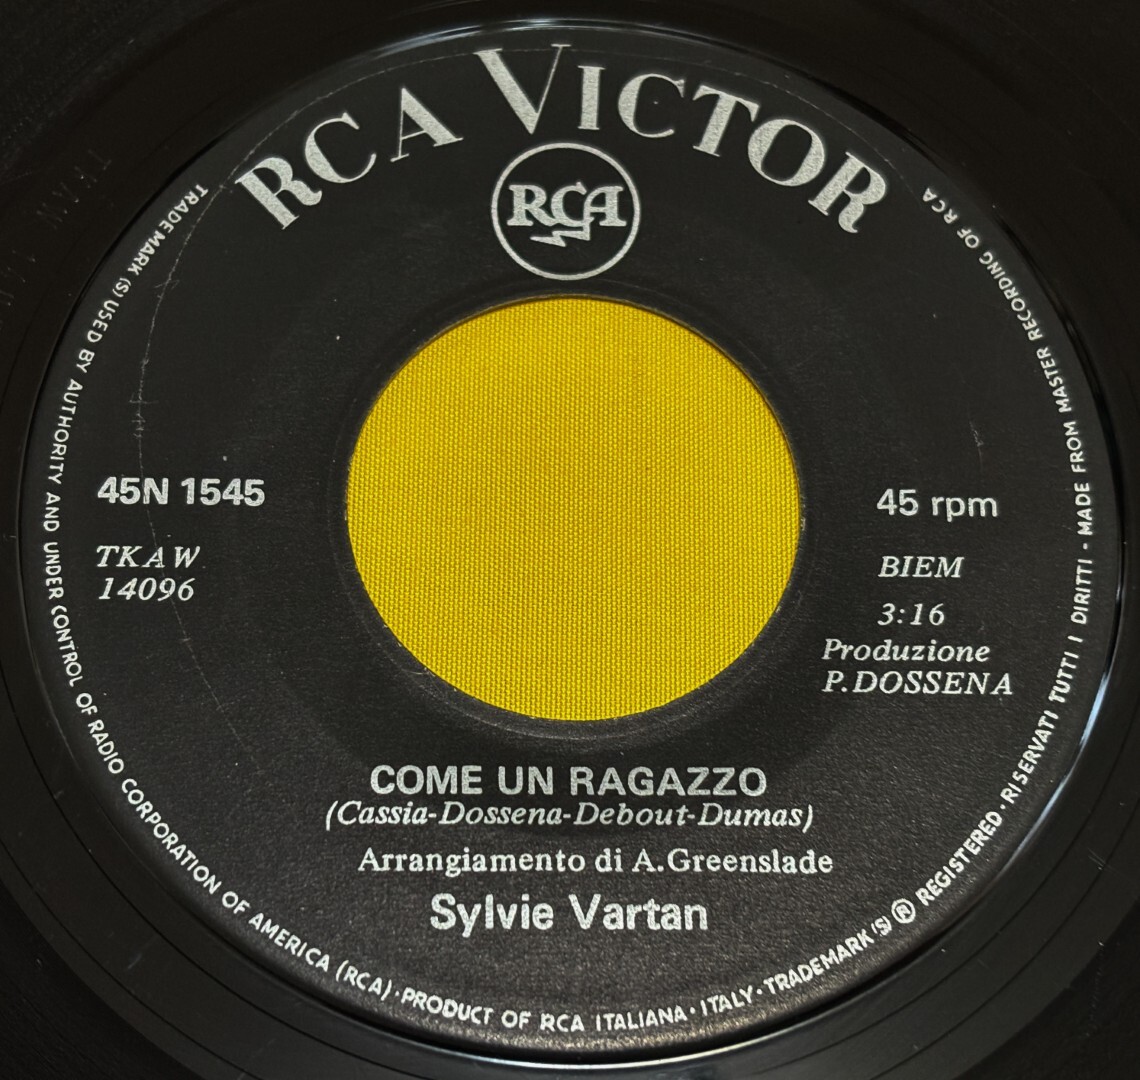 RCA VICTOR
RCA
45N 1545
TKAW
14096
45 rpm
BIEM
3:16
Produzione
P.DOSSENA
COME UN RAGAZZO
(Cassia-Dossena-Debout-Dumas)
Arrangiamento di A.Greenslade
Sylvie Vartan
TRADE MARK (S) USED BY AUTHORITY AND UNDER CONTROL OF RADIO CORPORATION OF AMERICA (RCA) · PRODUCT OF RCA ITALIANA · ITALY · TRADEMARK (S) ® REGISTERED · RISERVATI TUTTI I DIRITTI - MADE FROM MASTER RECORDING OF RCA